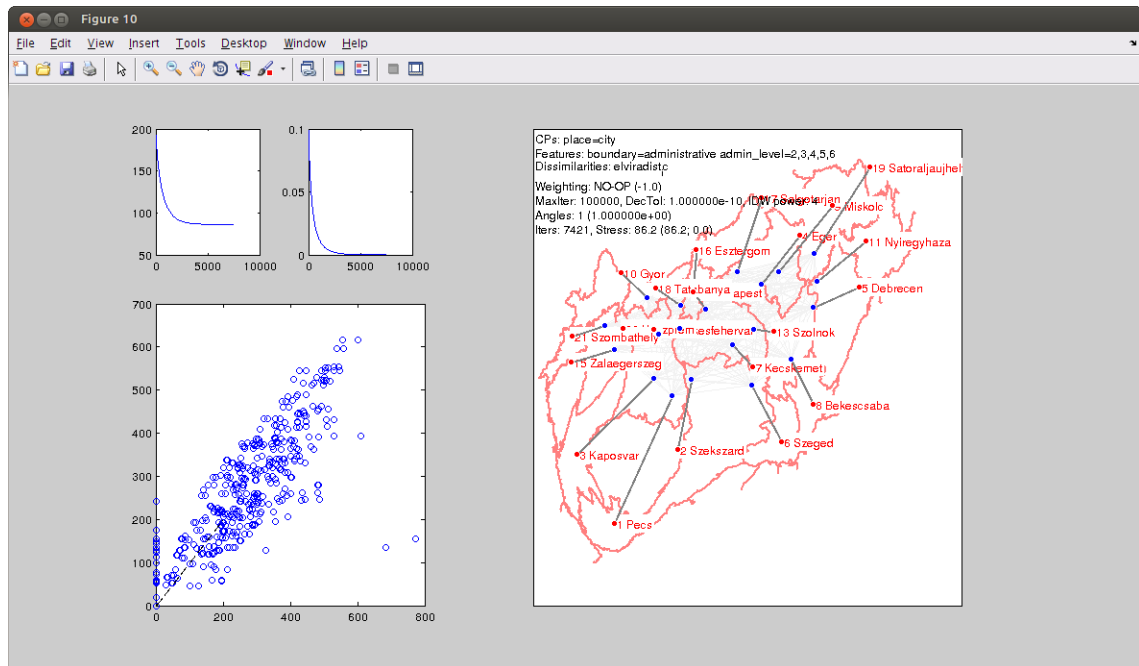 Figure 10
File Edit View Insert Tools Desktop Window Help
200
150
100
50
0 5000 10000
0.1
0.05
0
0 5000 10000
700
600
500
400
300
200
100
0
0 200 400 600 800
CPs: place=city
Features: boundary=administrative admin_level=2,3,4,5,6
Dissimilarities: elviradist
Weighting: NO-OP (-1.0)
MaxIter: 100000, DecTol: 1.000000e-10, IDW power: 4
Angles: 1 (1.000000e+00)
Iters: 7421, Stress: 86.2 (86.2; 0.0)
19 Satoraljaujhely
Miskolc
4 Eger
11 Nyiregyhaza
16 Esztergom
10 Gyor
18 Tatabanya
apest
5 Debrecen
21 Szombathely
zprem
esfehervar
13 Szolnok
15 Zalaegerszeg
7 Kecskemet
8 Bekescsaba
3 Kaposvar
2 Szekszard
6 Szeged
1 Pecs